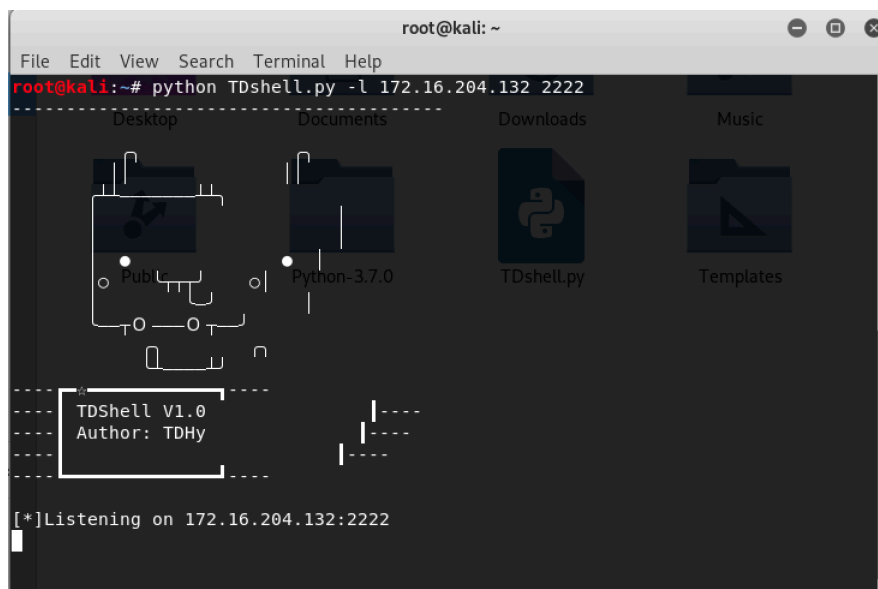 root@kali: ~
File Edit View Search Terminal Help
root@kali:~# python TDshell.py -l 172.16.204.132 2222
----------------------------------------
Desktop Documents Downloads Music
Public Python-3.7.0 TDshell.py Templates
TDShell V1.0
Author: TDHy
[*]Listening on 172.16.204.132:2222